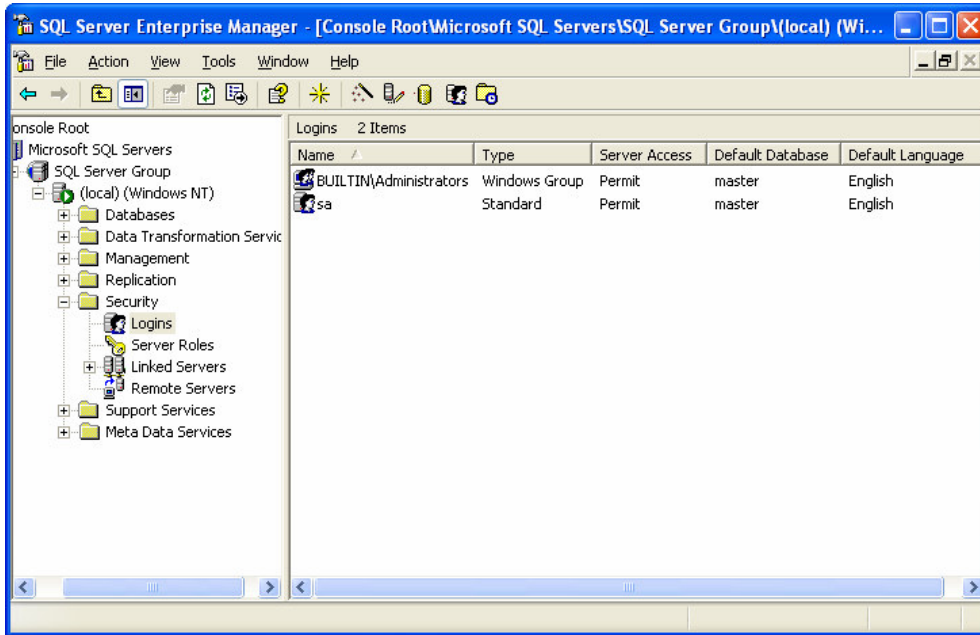 SQL Server Enterprise Manager - [Console Root\Microsoft SQL Servers\SQL Server Group\(local) (Wi...
File Action View Tools Window Help
onsole Root
Microsoft SQL Servers
SQL Server Group
(local) (Windows NT)
Databases
Data Transformation Servic
Management
Replication
Security
Logins
Server Roles
Linked Servers
Remote Servers
Support Services
Meta Data Services
Logins 2 Items
Name Type Server Access Default Database Default Language
BUILTIN\Administrators Windows Group Permit master English
sa Standard Permit master English